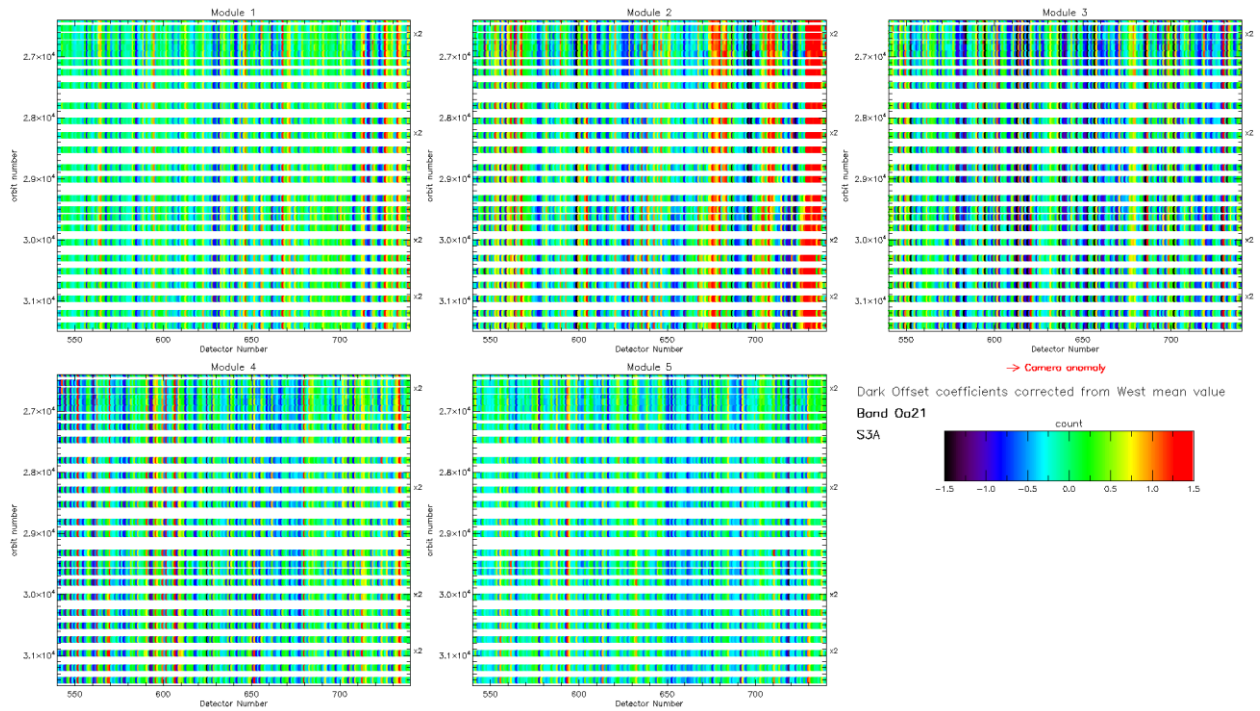 Module 1
Module 2
Module 3
2.7×10⁴
2.8×10⁴
2.9×10⁴
3.0×10⁴
3.1×10⁴
orbit number
x2
x2
x2
x2
550
600
650
700
Detector Number
2.7×10⁴
2.8×10⁴
2.9×10⁴
3.0×10⁴
3.1×10⁴
orbit number
x2
x2
x2
x2
550
600
650
700
Detector Number
2.7×10⁴
2.8×10⁴
2.9×10⁴
3.0×10⁴
3.1×10⁴
orbit number
x2
x2
x2
x2
550
600
650
700
Detector Number
Module 4
Module 5
2.7×10⁴
2.8×10⁴
2.9×10⁴
3.0×10⁴
3.1×10⁴
orbit number
x2
x2
x2
x2
550
600
650
700
Detector Number
2.7×10⁴
2.8×10⁴
2.9×10⁴
3.0×10⁴
3.1×10⁴
orbit number
x2
x2
x2
x2
550
600
650
700
Detector Number
→ Camera anomaly
Dark Offset coefficients corrected from West mean value
Band Oa21
S3A
count
-1.5 -1.0 -0.5 0.0 0.5 1.0 1.5